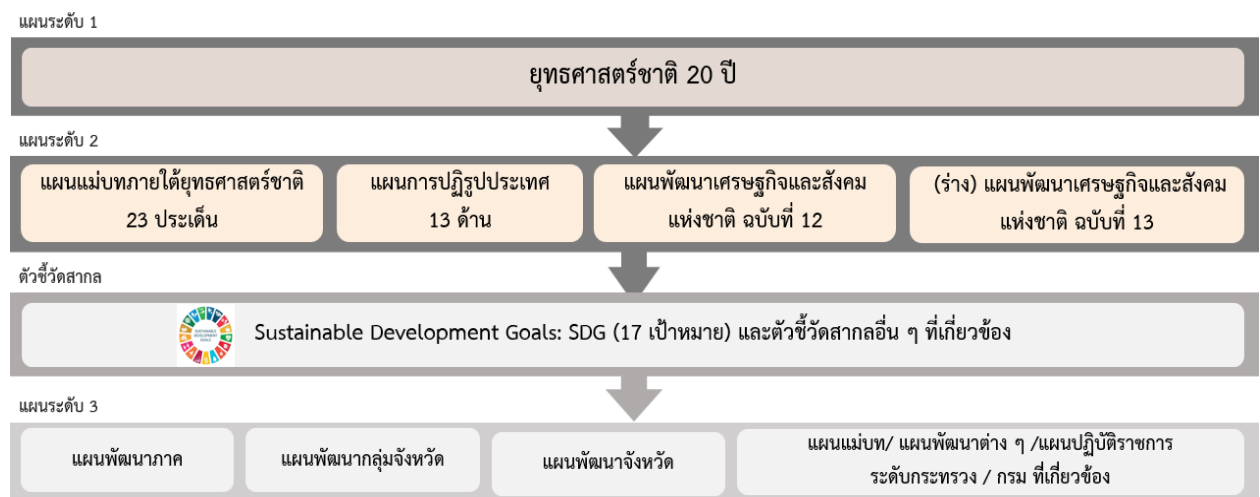 แผนระดับ 1
ยุทธศาสตร์ชาติ 20 ปี
แผนระดับ 2
แผนแม่บทภายใต้ยุทธศาสตร์ชาติ
23 ประเด็น
แผนการปฏิรูปประเทศ
13 ด้าน
แผนพัฒนาเศรษฐกิจและสังคม
แห่งชาติ ฉบับที่ 12
(ร่าง) แผนพัฒนาเศรษฐกิจและสังคม
แห่งชาติ ฉบับที่ 13
ตัวชี้วัดสากล
SUSTAINABLE
DEVELOPMENT
GOALS
Sustainable Development Goals: SDG (17 เป้าหมาย) และตัวชี้วัดสากลอื่น ๆ ที่เกี่ยวข้อง
แผนระดับ 3
แผนพัฒนาภาค
แผนพัฒนากลุ่มจังหวัด
แผนพัฒนาจังหวัด
แผนแม่บท/ แผนพัฒนาต่าง ๆ /แผนปฏิบัติราชการ
ระดับกระทรวง / กรม ที่เกี่ยวข้อง